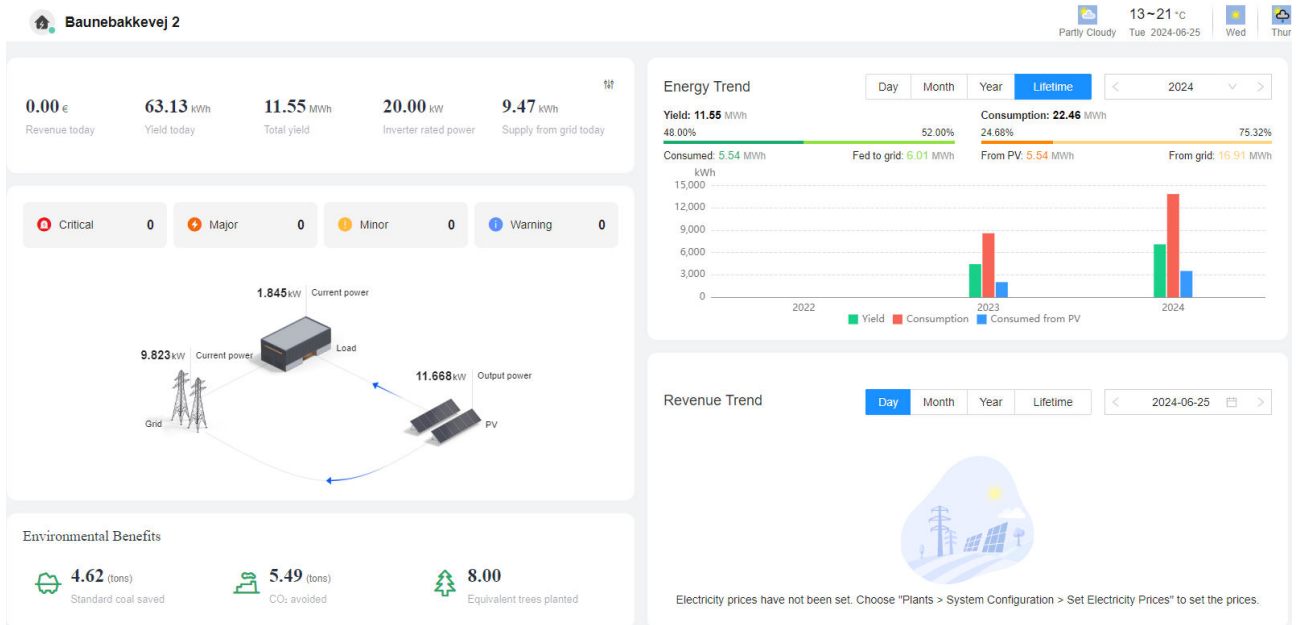 Baunebakkevej 2
Partly Cloudy
13~21 °C
Tue 2024-06-25
Wed
Thur
0.00 €
Revenue today
63.13 kWh
Yield today
11.55 MWh
Total yield
20.00 kW
Inverter rated power
9.47 kWh
Supply from grid today
Critical 0
Major 0
Minor 0
Warning 0
1.845 kW Current power
Load
9.823 kW Current power
Grid
11.668 kW Output power
PV
Environmental Benefits
4.62 (tons)
Standard coal saved
5.49 (tons)
CO₂ avoided
8.00
Equivalent trees planted
Energy Trend
Day Month Year Lifetime
< 2024 >
Yield: 11.55 MWh
48.00% 52.00%
Consumed: 5.54 MWh Fed to grid: 6.01 MWh
Consumption: 22.46 MWh
24.68% 75.32%
From PV: 5.54 MWh From grid: 16.91 MWh
kWh
15,000
12,000
9,000
6,000
3,000
0
2022 2023 2024
Yield Consumption Consumed from PV
Revenue Trend
Day Month Year Lifetime
< 2024-06-25 >
Electricity prices have not been set. Choose "Plants > System Configuration > Set Electricity Prices" to set the prices.